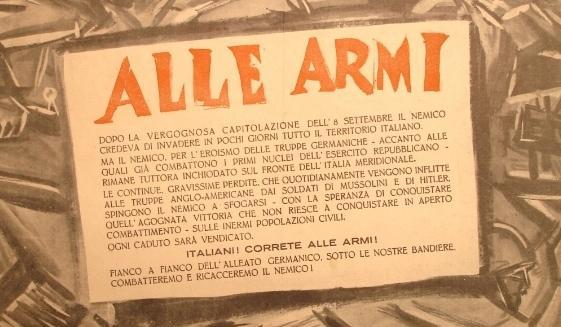 ALLE ARMI
DOPO LA VERGOGNOSA CAPITOLAZIONE DELL'8 SETTEMBRE IL NEMICO
CREDEVA DI INVADERE IN POCHI GIORNI TUTTO IL TERRITORIO ITALIANO.
MA IL NEMICO, PER L'EROISMO DELLE TRUPPE GERMANICHE - ACCANTO ALLE
QUALI GIÀ COMBATTONO I PRIMI NUCLEI DELL'ESERCITO REPUBBLICANO -
RIMANE TUTTORA INCHIODATO SUL FRONTE DELL'ITALIA MERIDIONALE.
LE CONTINUE, GRAVISSIME PERDITE, CHE QUOTIDIANAMENTE VENGONO INFLITTE
ALLE TRUPPE ANGLO-AMERICANE DAI SOLDATI DI MUSSOLINI E DI HITLER,
SPINGONO IL NEMICO A SFOGARSI - CON LA SPERANZA DI CONQUISTARE
QUELL'AGOGNATA VITTORIA CHE NON RIESCE A CONQUISTARE IN APERTO
COMBATTIMENTO - SULLE INERMI POPOLAZIONI CIVILI.
OGNI CADUTO SARÀ VENDICATO.
ITALIANI! CORRETE ALLE ARMI!
FIANCO A FIANCO DELL'ALLEATO GERMANICO, SOTTO LE NOSTRE BANDIERE,
COMBATTEREMO E RICACCEREMO IL NEMICO!